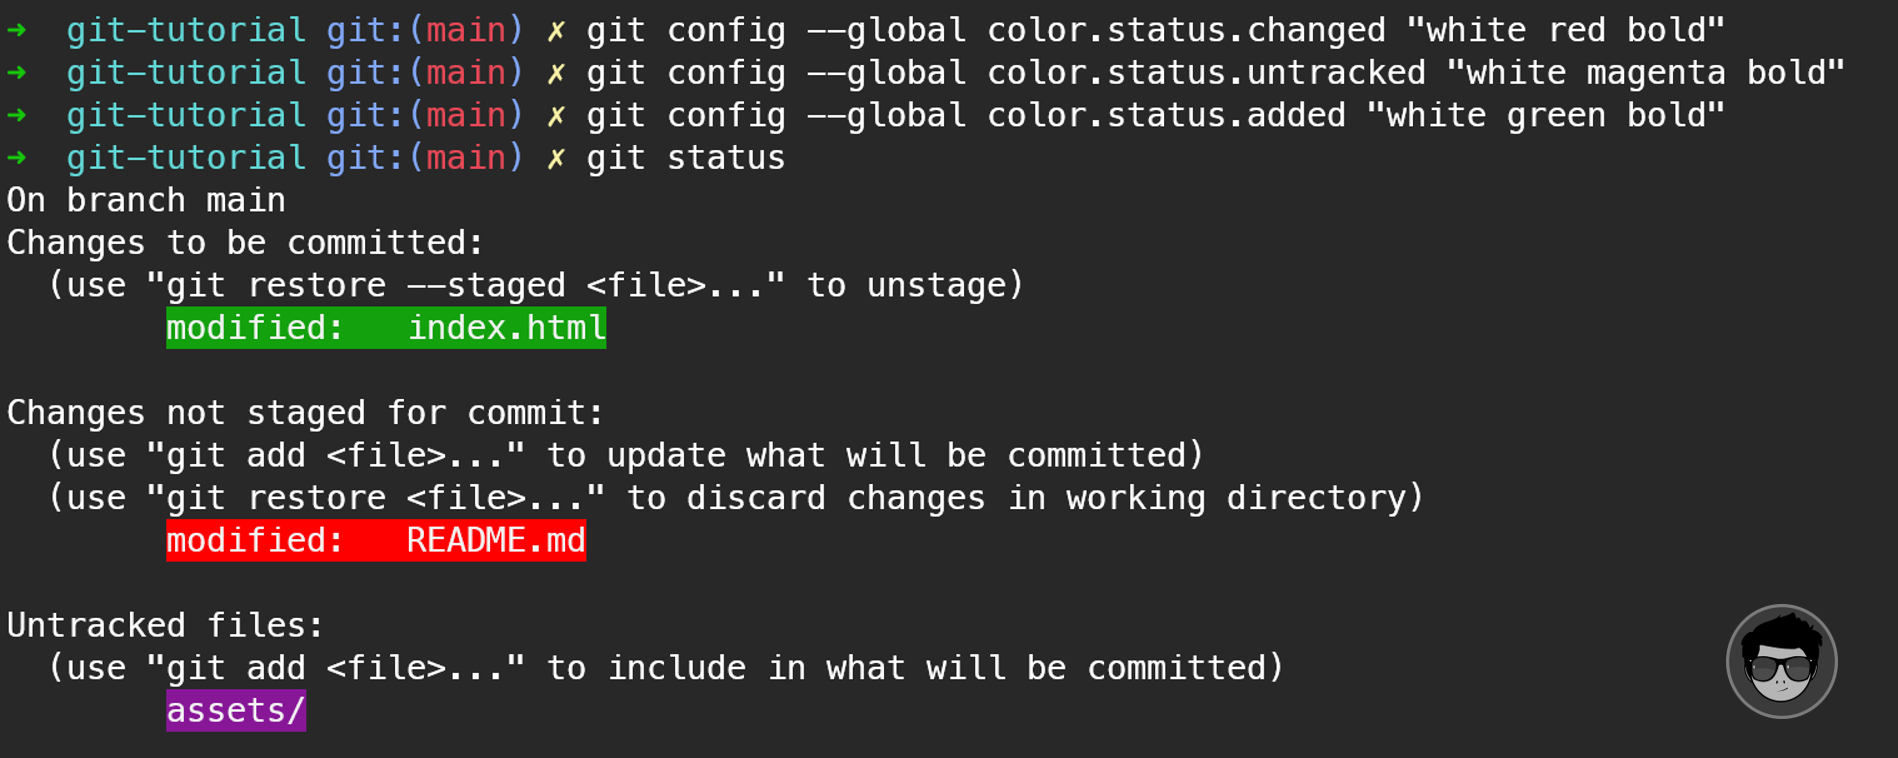 ➜  git-tutorial git:(main) ✗ git config --global color.status.changed "white red bold"
➜  git-tutorial git:(main) ✗ git config --global color.status.untracked "white magenta bold"
➜  git-tutorial git:(main) ✗ git config --global color.status.added "white green bold"
➜  git-tutorial git:(main) ✗ git status
On branch main
Changes to be committed:
  (use "git restore --staged <file>..." to unstage)
        modified:   index.html

Changes not staged for commit:
  (use "git add <file>..." to update what will be committed)
  (use "git restore <file>..." to discard changes in working directory)
        modified:   README.md

Untracked files:
  (use "git add <file>..." to include in what will be committed)
        assets/